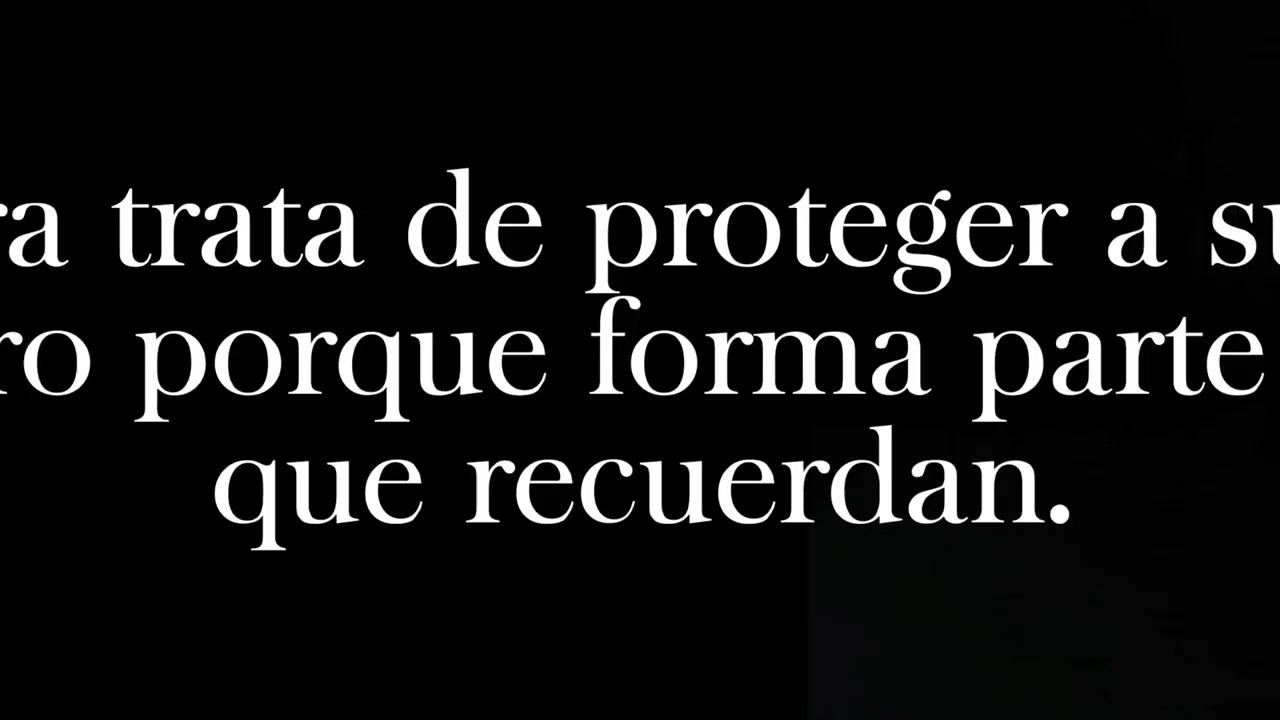 trata de proteger a
porque forma parte
que recuerdan.